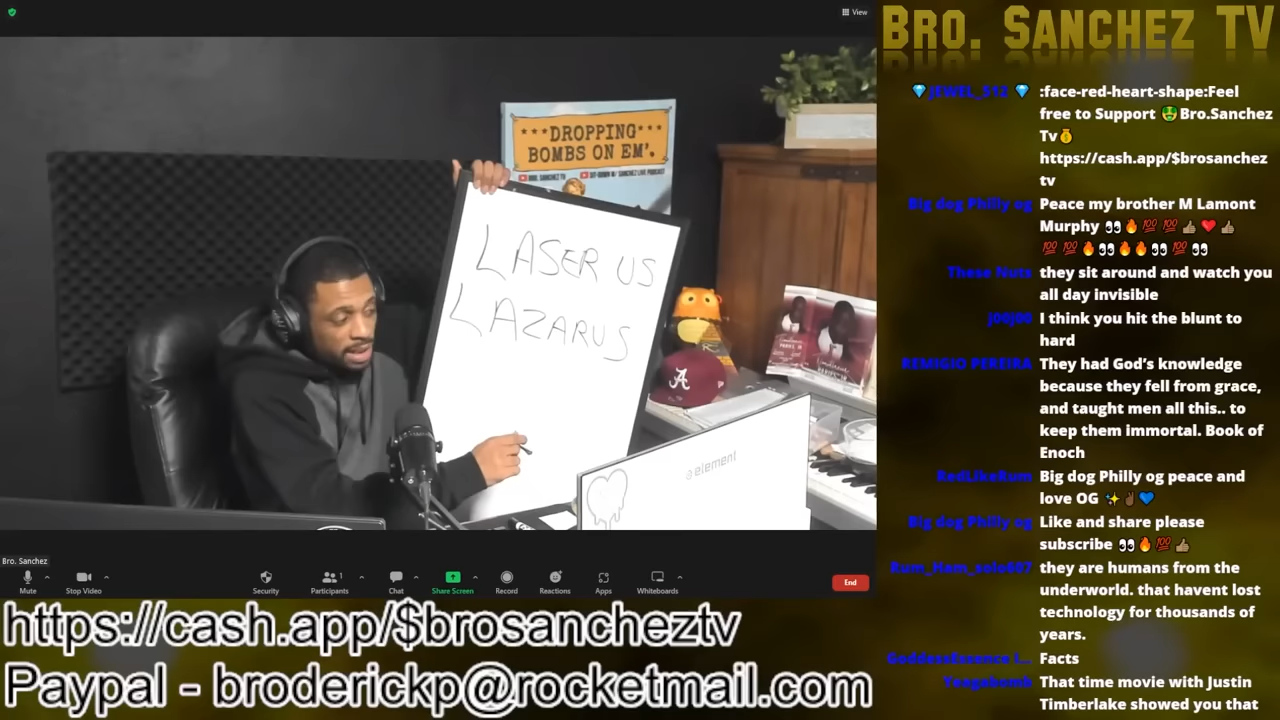 View
BRO. SANCHEZ TV
***DROPPING
BOMBS ON EM'.
BRO. SANCHEZ TV
LASER US
LAZARUS
A
element
💎 JEWEL_512 💎
:face-red-heart-shape:Feel
free to Support 🤑Bro.Sanchez
Tv💰
https://cash.app/$brosanchez
tv
Big dog Philly og
Peace my brother M Lamont
Murphy 👀🔥💯💯👍🏽❤️👍🏽
💯💯🔥👀🔥🔥👀💯👀
These Nuts
they sit around and watch you
all day invisible
J00J00
I think you hit the blunt to
hard
REMIGIO PEREIRA
They had God’s knowledge
because they fell from grace,
and taught men all this.. to
keep them immortal. Book of
Enoch
RedLikeRum
Big dog Philly og peace and
love OG ✨✌🏾💙
Big dog Philly og
Like and share please
subscribe 👀🔥💯👍🏽
Rum_Ham_solo697
they are humans from the
underworld. that havent lost
technology for thousands of
years.
Facts
That time movie with Justin
Timberlake showed you that
Bro. Sanchez
Mute
Stop Video
Security
Participants
1
Chat
Share Screen
Record
Reactions
Apps
Whiteboards
End
https://cash.app/$brosancheztv
Paypal - broderickp@rocketmail.com